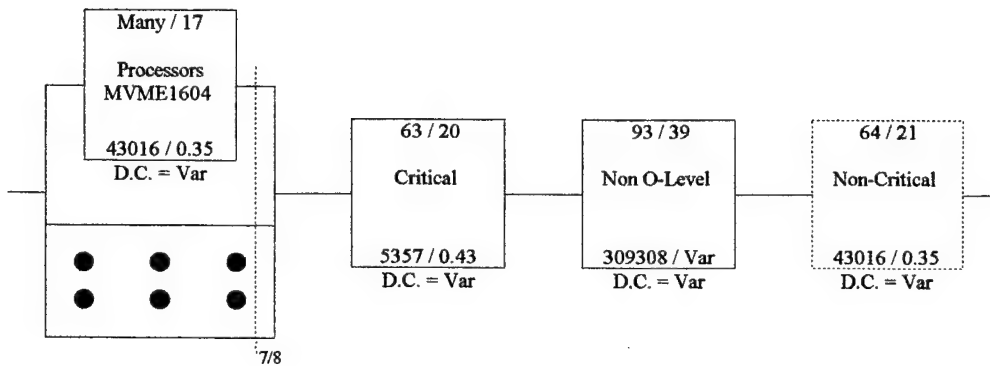 Many / 17
Processors
MVME1604
43016 / 0.35
D.C. = Var
7/8
63 / 20
Critical
5357 / 0.43
D.C. = Var
93 / 39
Non O-Level
309308 / Var
D.C. = Var
64 / 21
Non-Critical
43016 / 0.35
D.C. = Var